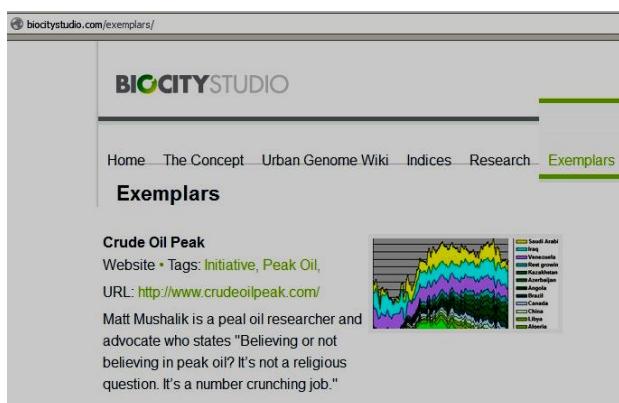 biocitystudio.com/exemplars/
BIOCITYSTUDIO
Home The Concept Urban Genome Wiki Indices Research Exemplars
Exemplars
Crude Oil Peak
Website • Tags: Initiative, Peak Oil,
URL: http://www.crudeoilpeak.com/
Matt Mushalik is a peal oil researcher and
advocate who states "Believing or not
believing in peak oil? It's not a religious
question. It's a number crunching job."
Saudi Arabi
Iraq
Venezuela
Rest growin
Kazakhstan
Azerbaijan
Angola
Brazil
Canada
China
Libya
Algeria